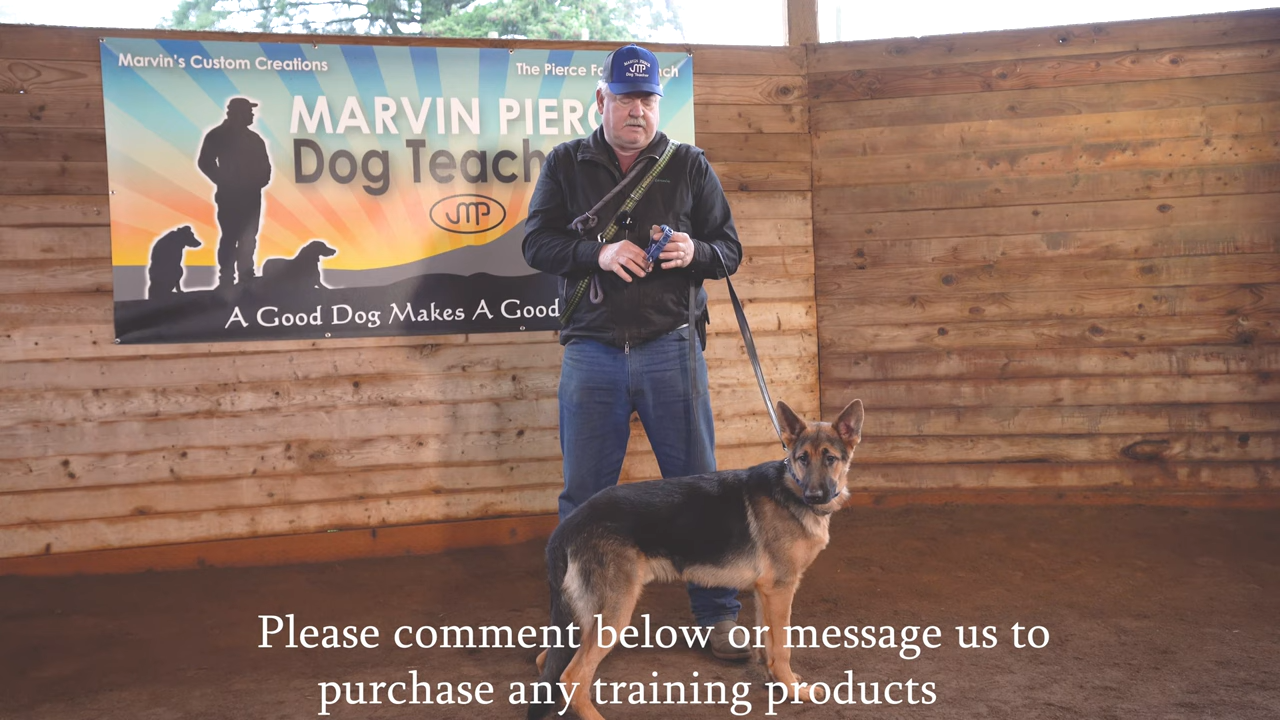 Marvin's Custom Creations
The Pierce
MARVIN PIERC
Dog Teach
JMP
A Good Dog Makes A Good
MARVIN PIERCE
JMP
Dog Teacher
Please comment below or message us to
purchase any training products